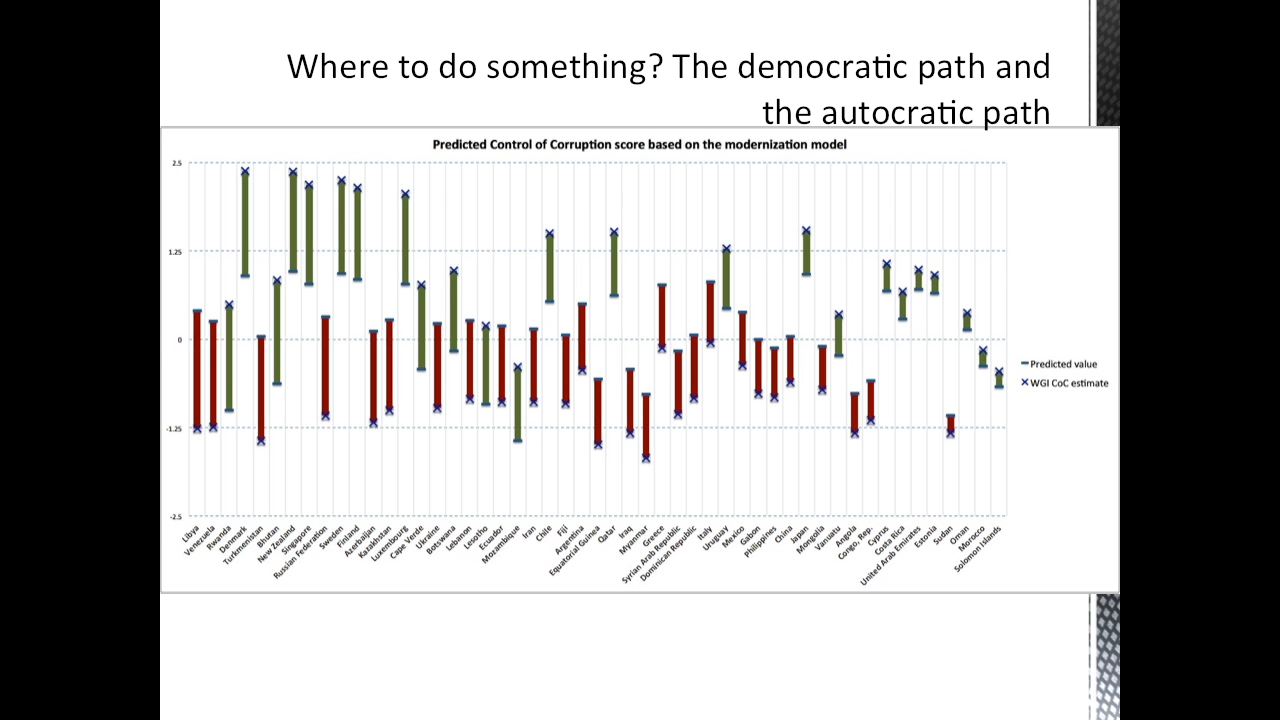 Where to do something? The democratic path and
the autocratic path
Predicted Control of Corruption score based on the modernization model
2.5
1.25
0
-1.25
-2.5
Predicted value
WGI CoC estimate
Libya
Venezuela
Rwanda
Denmark
Turkmenistan
Bhutan
New Zealand
Singapore
Russian Federation
Sweden
Finland
Azerbaijan
Kazakhstan
Luxembourg
Cape Verde
Ukraine
Botswana
Lebanon
Lesotho
Ecuador
Mozambique
Iran
Chile
Fiji
Argentina
Equatorial Guinea
Qatar
Iraq
Myanmar
Greece
Syrian Arab Republic
Dominican Republic
Italy
Uruguay
Mexico
Gabon
Philippines
China
Japan
Mongolia
Vanuatu
Angola
Congo, Rep.
Cyprus
Costa Rica
United Arab Emirates
Estonia
Sudan
Oman
Morocco
Solomon Islands